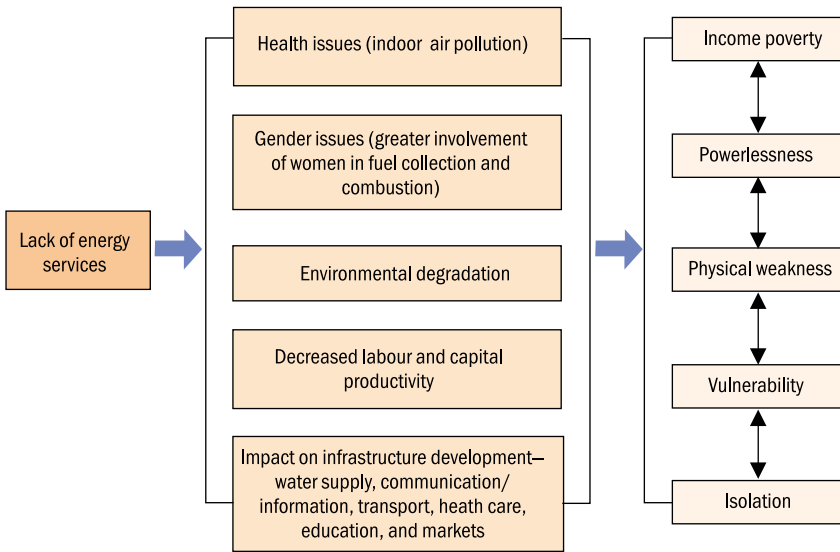 Lack of energy
services
Health issues (indoor air pollution)
Gender issues (greater involvement
of women in fuel collection and
combustion)
Environmental degradation
Decreased labour and capital
productivity
Impact on infrastructure development—
water supply, communication/
information, transport, heath care,
education, and markets
Income poverty
Powerlessness
Physical weakness
Vulnerability
Isolation